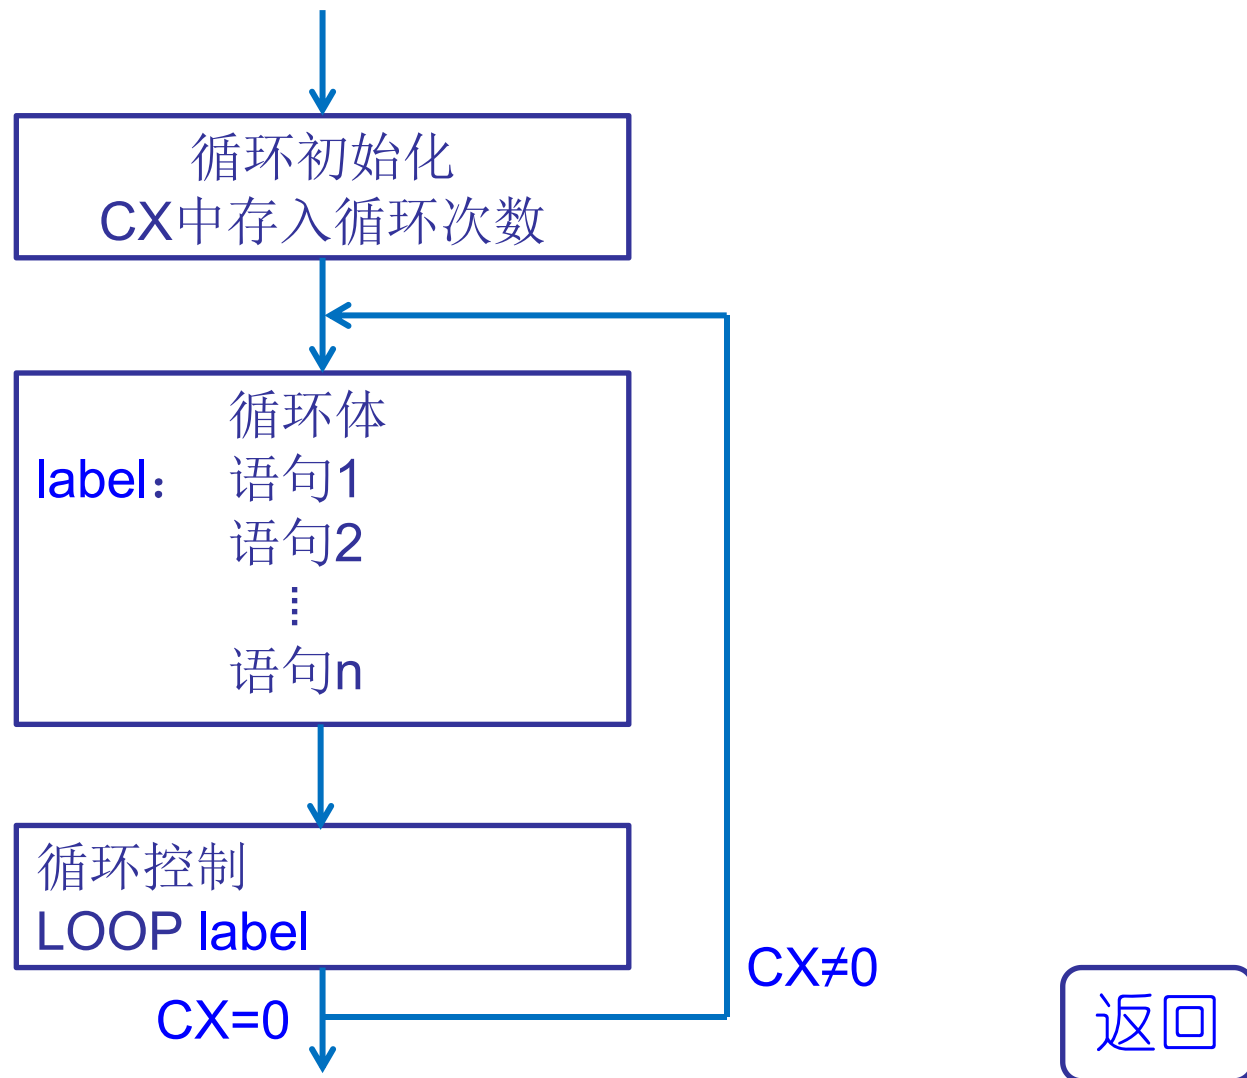 循环初始化
CX中存入循环次数
循环体
label： 语句1
语句2
⋮
语句n
循环控制
LOOP label
CX≠0
CX=0
返回